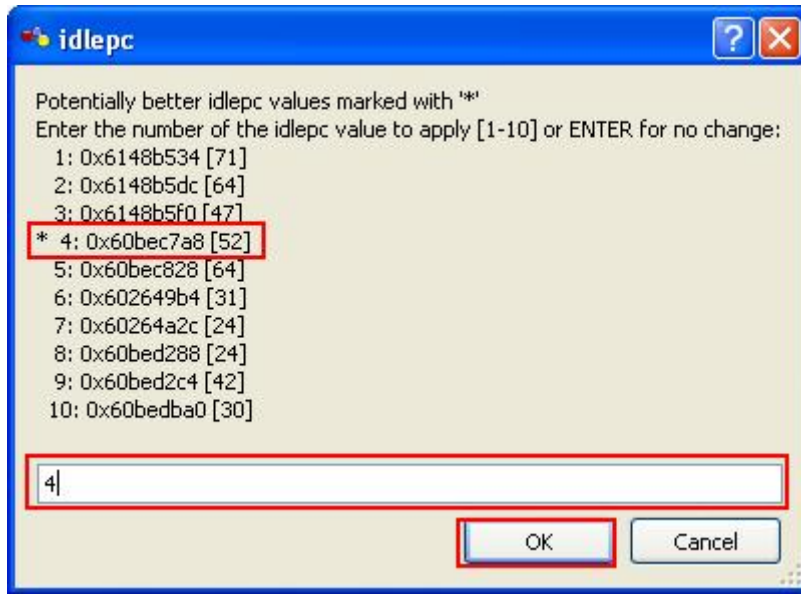 idlepc
Potentially better idlepc values marked with '*'
Enter the number of the idlepc value to apply [1-10] or ENTER for no change:
1: 0x6148b534 [71]
2: 0x6148b5dc [64]
3: 0x6148b5f0 [47]
* 4: 0x60bec7a8 [52]
5: 0x60bec828 [64]
6: 0x602649b4 [31]
7: 0x60264a2c [24]
8: 0x60bed288 [24]
9: 0x60bed2c4 [42]
10: 0x60bedba0 [30]
4
OK Cancel